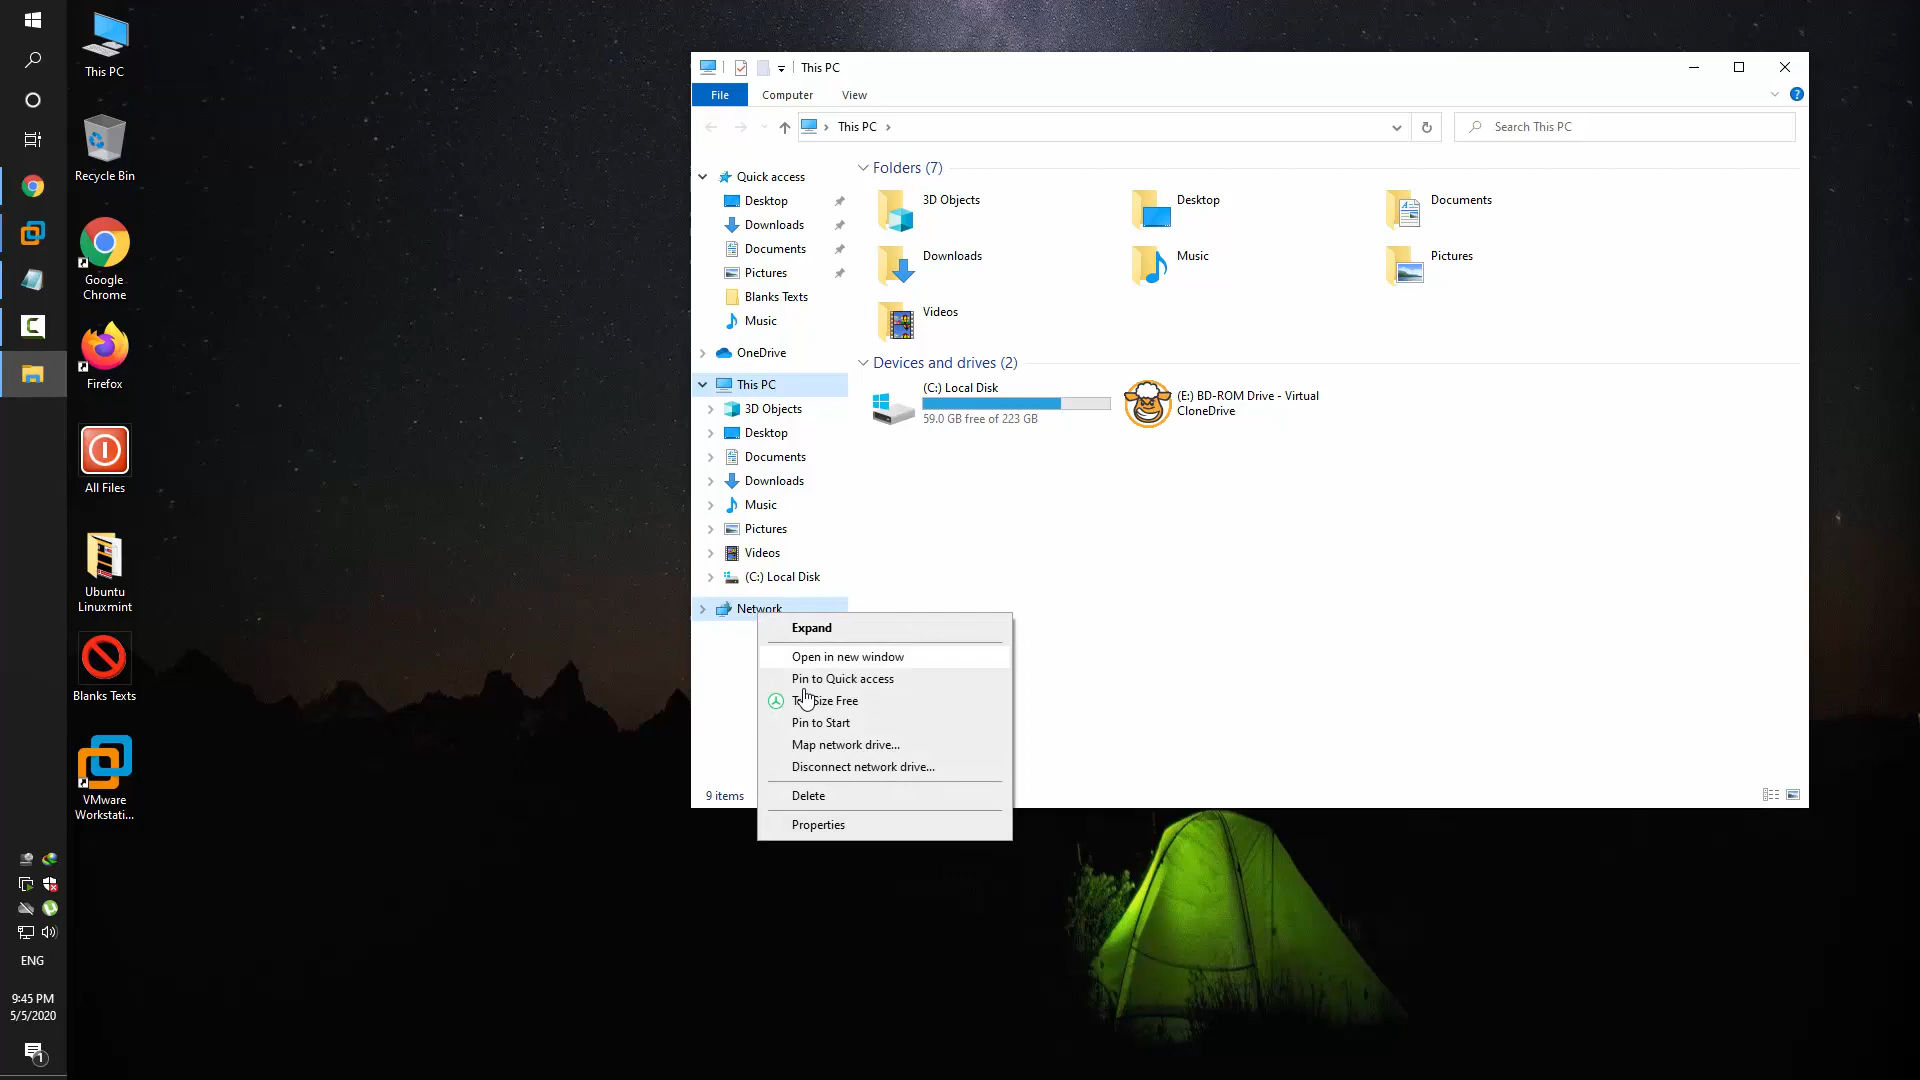 This PC
Recycle Bin
Google
Chrome
Firefox
All Files
Ubuntu
Linuxmint
Blanks Texts
VMware
Workstati...
ENG
9:45 PM
5/5/2020
1
This PC
File
Computer
View
?
This PC
Search This PC
Quick access
Desktop
Downloads
Documents
Pictures
Blanks Texts
Music
OneDrive
This PC
3D Objects
Desktop
Documents
Downloads
Music
Pictures
Videos
(C:) Local Disk
Network
Folders (7)
3D Objects
Desktop
Documents
Downloads
Music
Pictures
Videos
Devices and drives (2)
(C:) Local Disk
59.0 GB free of 223 GB
(E:) BD-ROM Drive - Virtual
CloneDrive
Expand
Open in new window
Pin to Quick access
Size Free
Pin to Start
Map network drive...
Disconnect network drive...
Delete
Properties
9 items